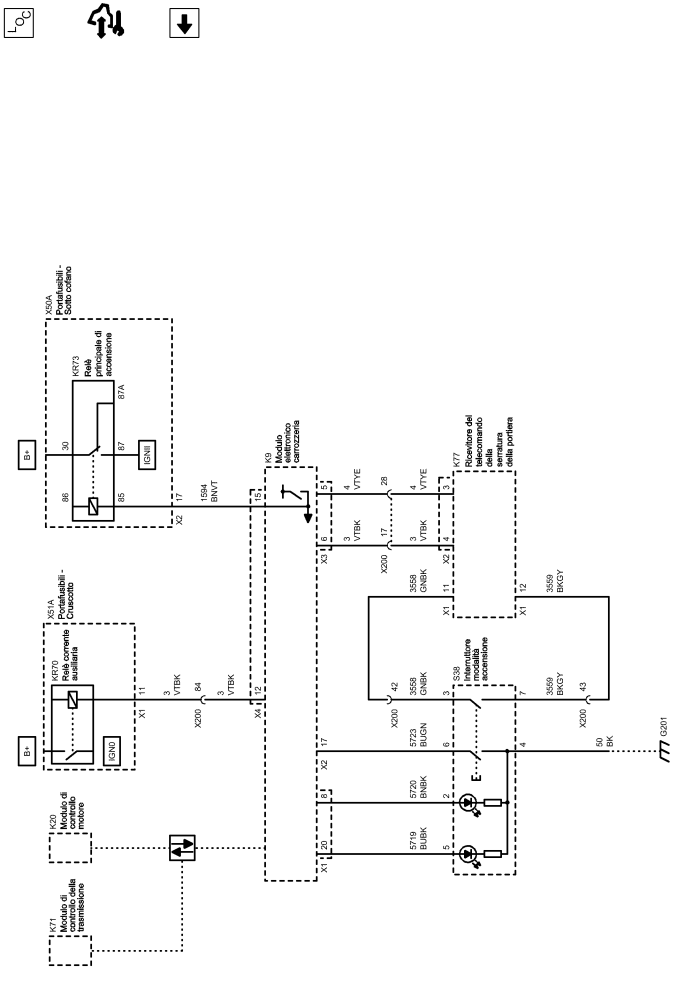 LOC
X50A
Portafusibili -
Sotto cofano
KR73
Relè
principale di
accensione
B+
86
30
85
87
87A
IGNII
17
X2
1594
BNVT
X51A
Portafusibili -
Cruscotto
KR70
Relè corrente
ausiliaria
B+
IGN0
11
X1
3
VTBK
84
X200
3
VTBK
K20
Modulo di
controllo
motore
K71
Modulo di
controllo della
trasmissione
K9
Modulo
elettronico
carrozzeria
15
12
X4
5
6
X3
17
X2
8
20
X1
4
VTYE
3
VTBK
28
17
X200
4
VTYE
3
VTBK
3
4
X2
K77
Ricevitore del
telecomando
della
serratura
della portiera
3558
GNBK
11
X1
12
X1
3559
BKGY
42
X200
3558
GNBK
3
S38
Interruttore
modalità
accensione
5723
BUGN
6
5720
BNBK
2
5719
BUBK
5
7
4
3559
BKGY
43
X200
50
BK
G201